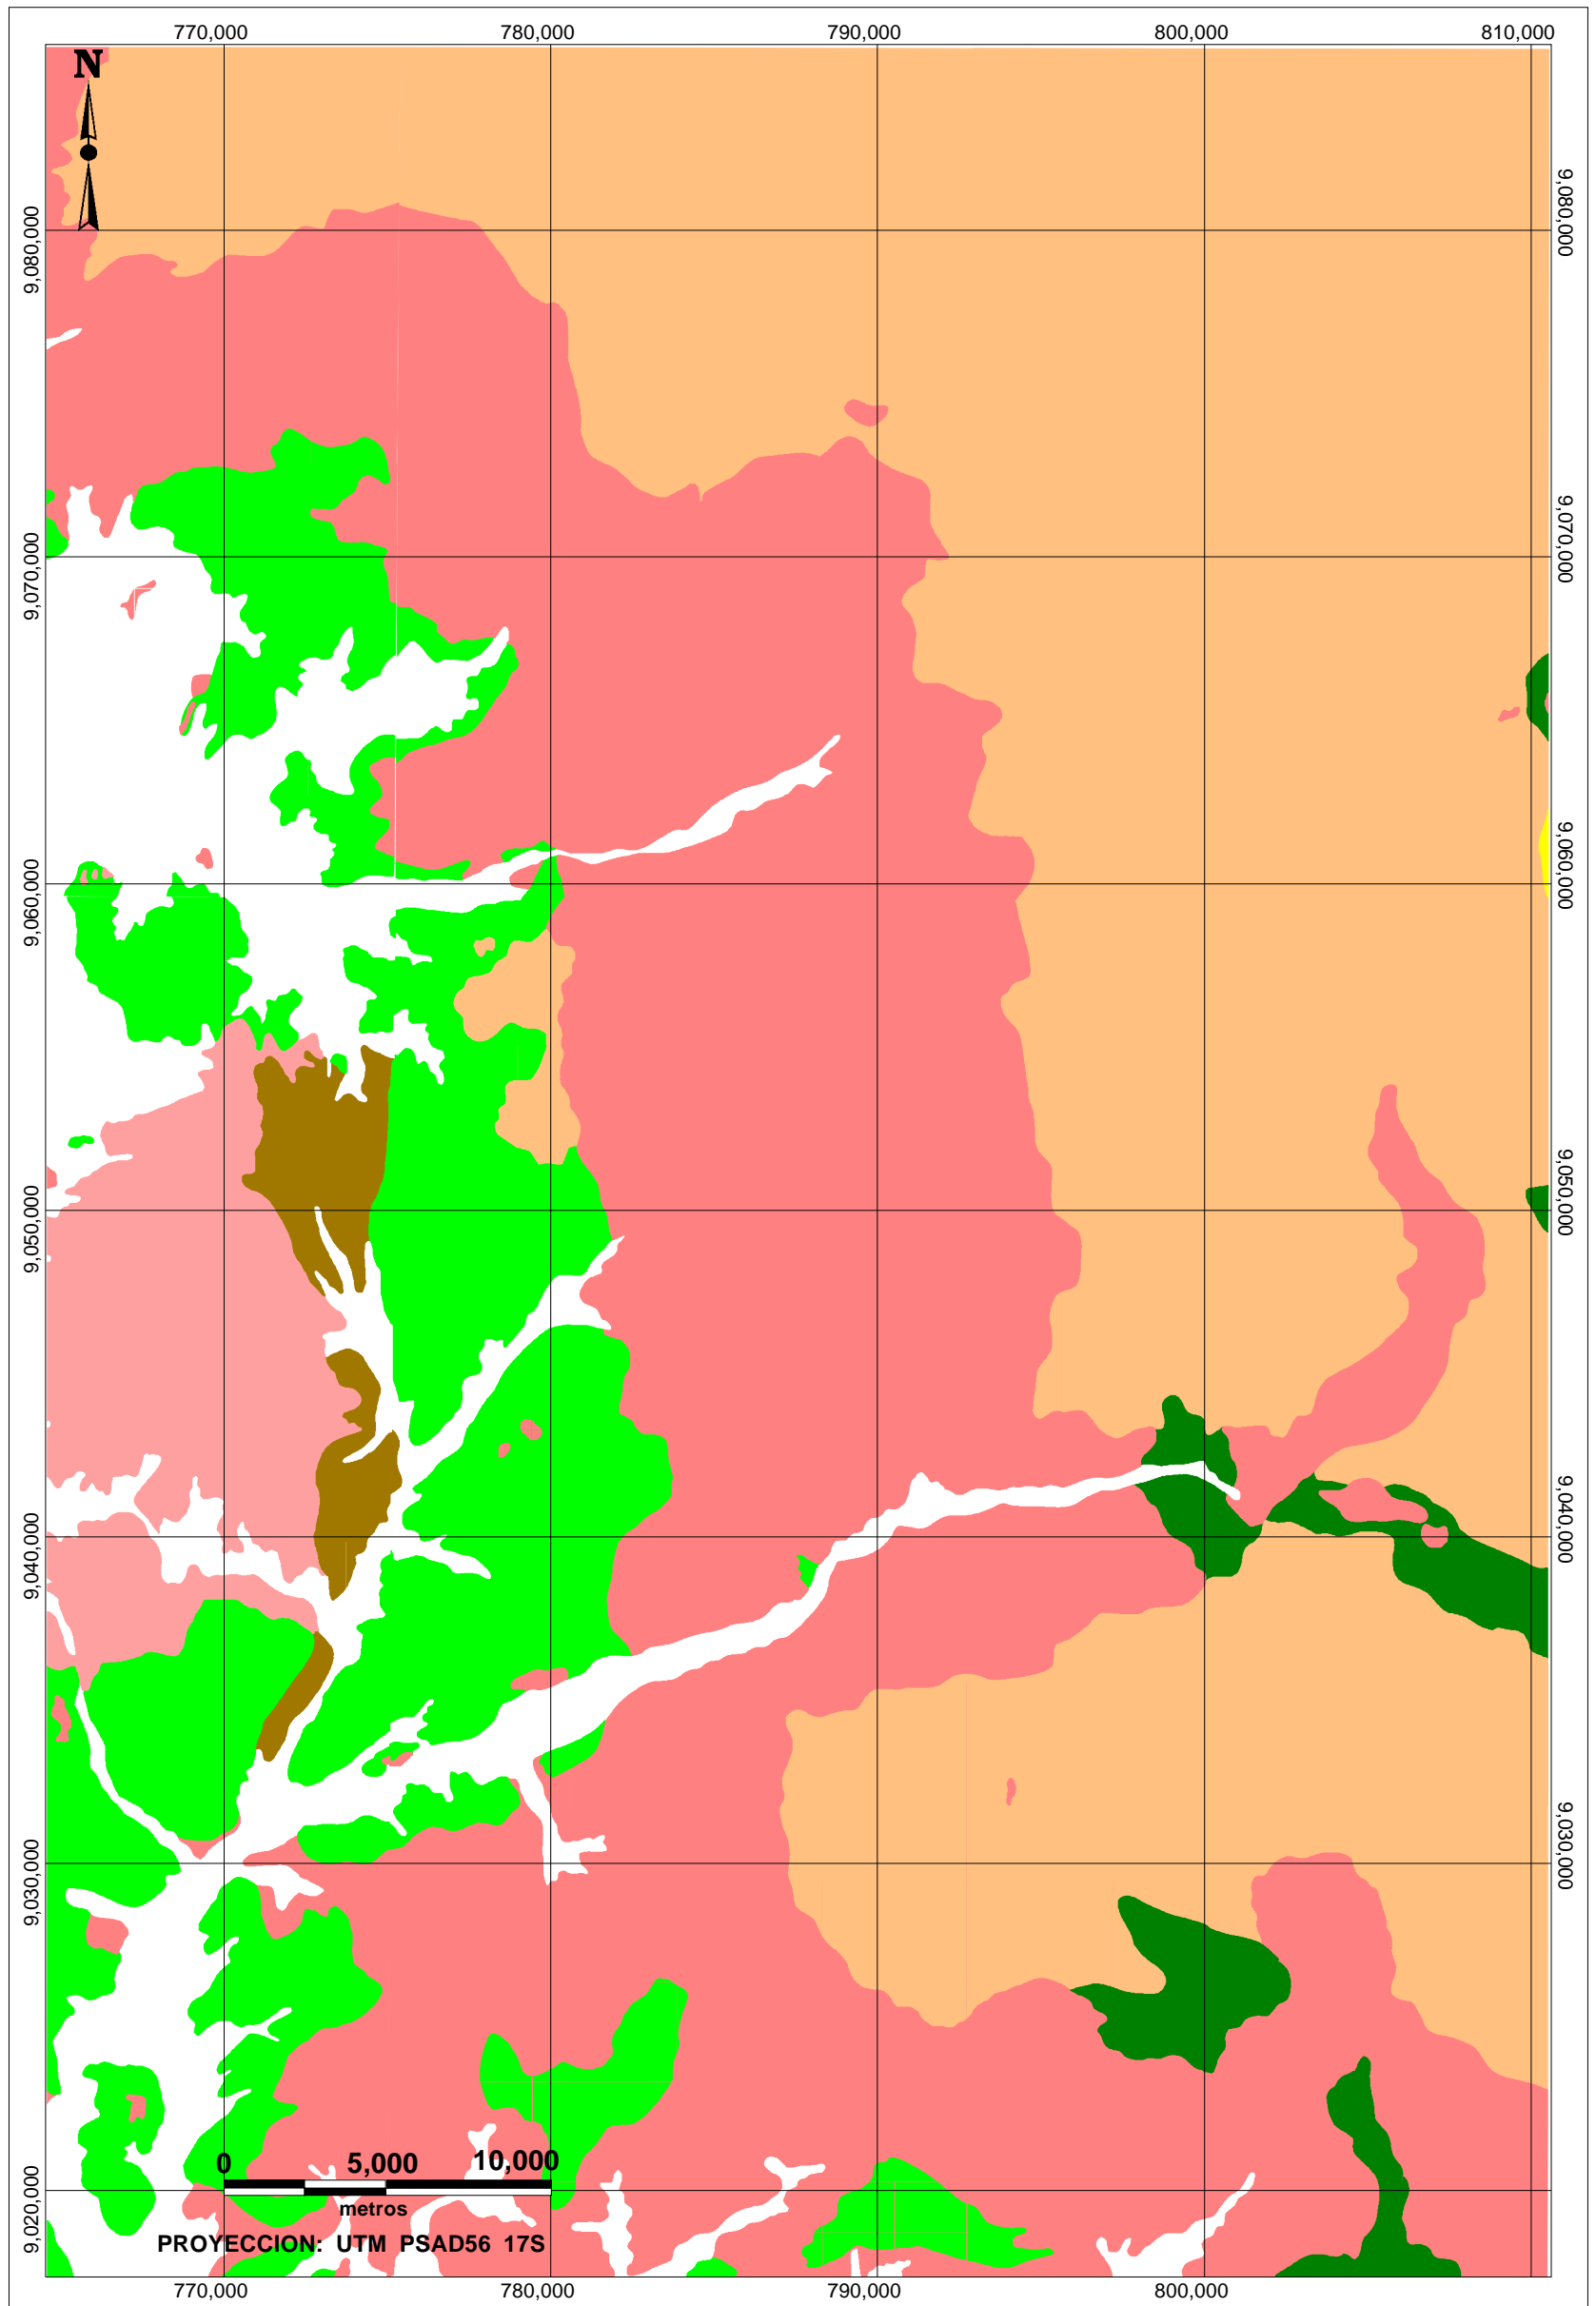 770,000 780,000 790,000 800,000 810,000
N
9,080,000 9,080,000
9,070,000 9,070,000
9,060,000 9,060,000
9,050,000 9,050,000
9,040,000 9,040,000
9,030,000 9,030,000
9,020,000
0 5,000 10,000
metros
PROYECCION: UTM PSAD56 17S
770,000 780,000 790,000 800,000